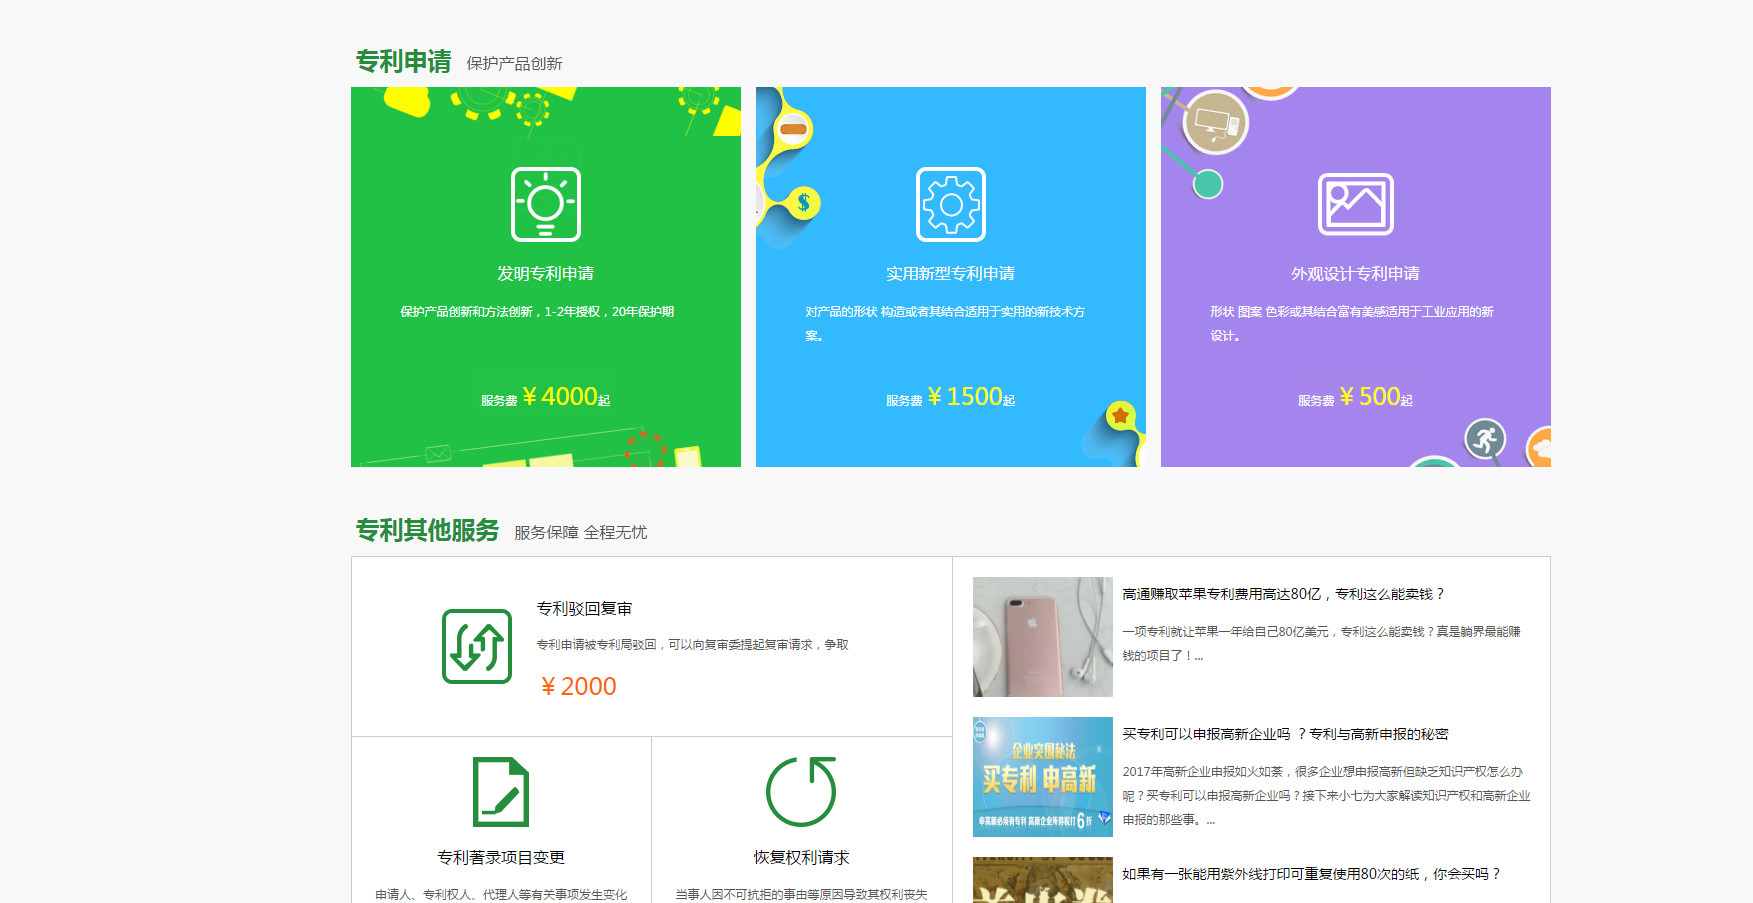 专利申请 保护产品创新
$
发明专利申请
保护产品创新和方法创新，1-2年授权，20年保护期
服务费 ¥4000起
实用新型专利申请
对产品的形状 构造或者其结合适用于实用的新技术方
案。
服务费 ¥1500起
外观设计专利申请
形状 图案 色彩或其结合富有美感适用于工业应用的新
设计。
服务费 ¥500起
专利其他服务 服务保障 全程无忧
专利驳回复审
专利申请被专利局驳回，可以向复审委提起复审请求，争取
¥2000
专利著录项目变更
申请人、专利权人、代理人等有关事项发生变化
恢复权利请求
当事人因不可抗拒的事由等原因导致其权利丧失
高通赚取苹果专利费用高达80亿，专利这么能卖钱？
一项专利就让苹果一年给自己80亿美元，专利这么能卖钱？真是躺界最能赚
钱的项目了！...
企业突围秘法
买专利 申高新
申高新必须有专利 高新企业所得税打6折
买专利可以申报高新企业吗 ？专利与高新申报的秘密
2017年高新企业申报如火如荼，很多企业想申报高新但缺乏知识产权怎么办
呢？买专利可以申报高新企业吗？接下来小七为大家解读知识产权和高新企业
申报的那些事。...
如果有一张能用紫外线打印可重复使用80次的纸，你会买吗？